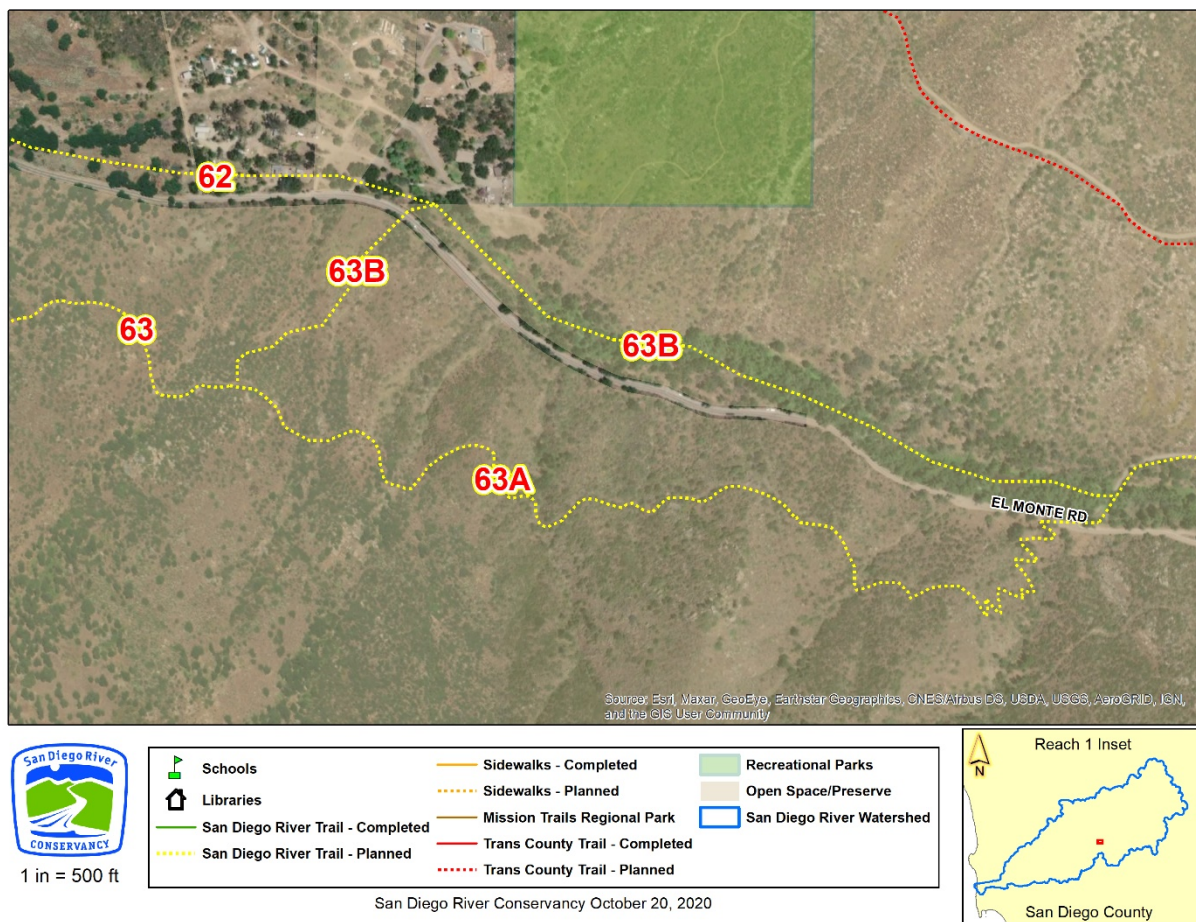 62
63B
63
63B
63A
EL MONTE RD
Source: Esri, Maxar, GeoEye, Earthstar Geographics, CNES/Airbus DS, USDA, USGS, AeroGRID, IGN,
and the GIS User Community
San Diego River
CONSERVANCY
1 in = 500 ft
Schools
Libraries
San Diego River Trail - Completed
San Diego River Trail - Planned
Sidewalks - Completed
Sidewalks - Planned
Mission Trails Regional Park
Trans County Trail - Completed
Trans County Trail - Planned
Recreational Parks
Open Space/Preserve
San Diego River Watershed
San Diego River Conservancy October 20, 2020
Reach 1 Inset
N
San Diego County